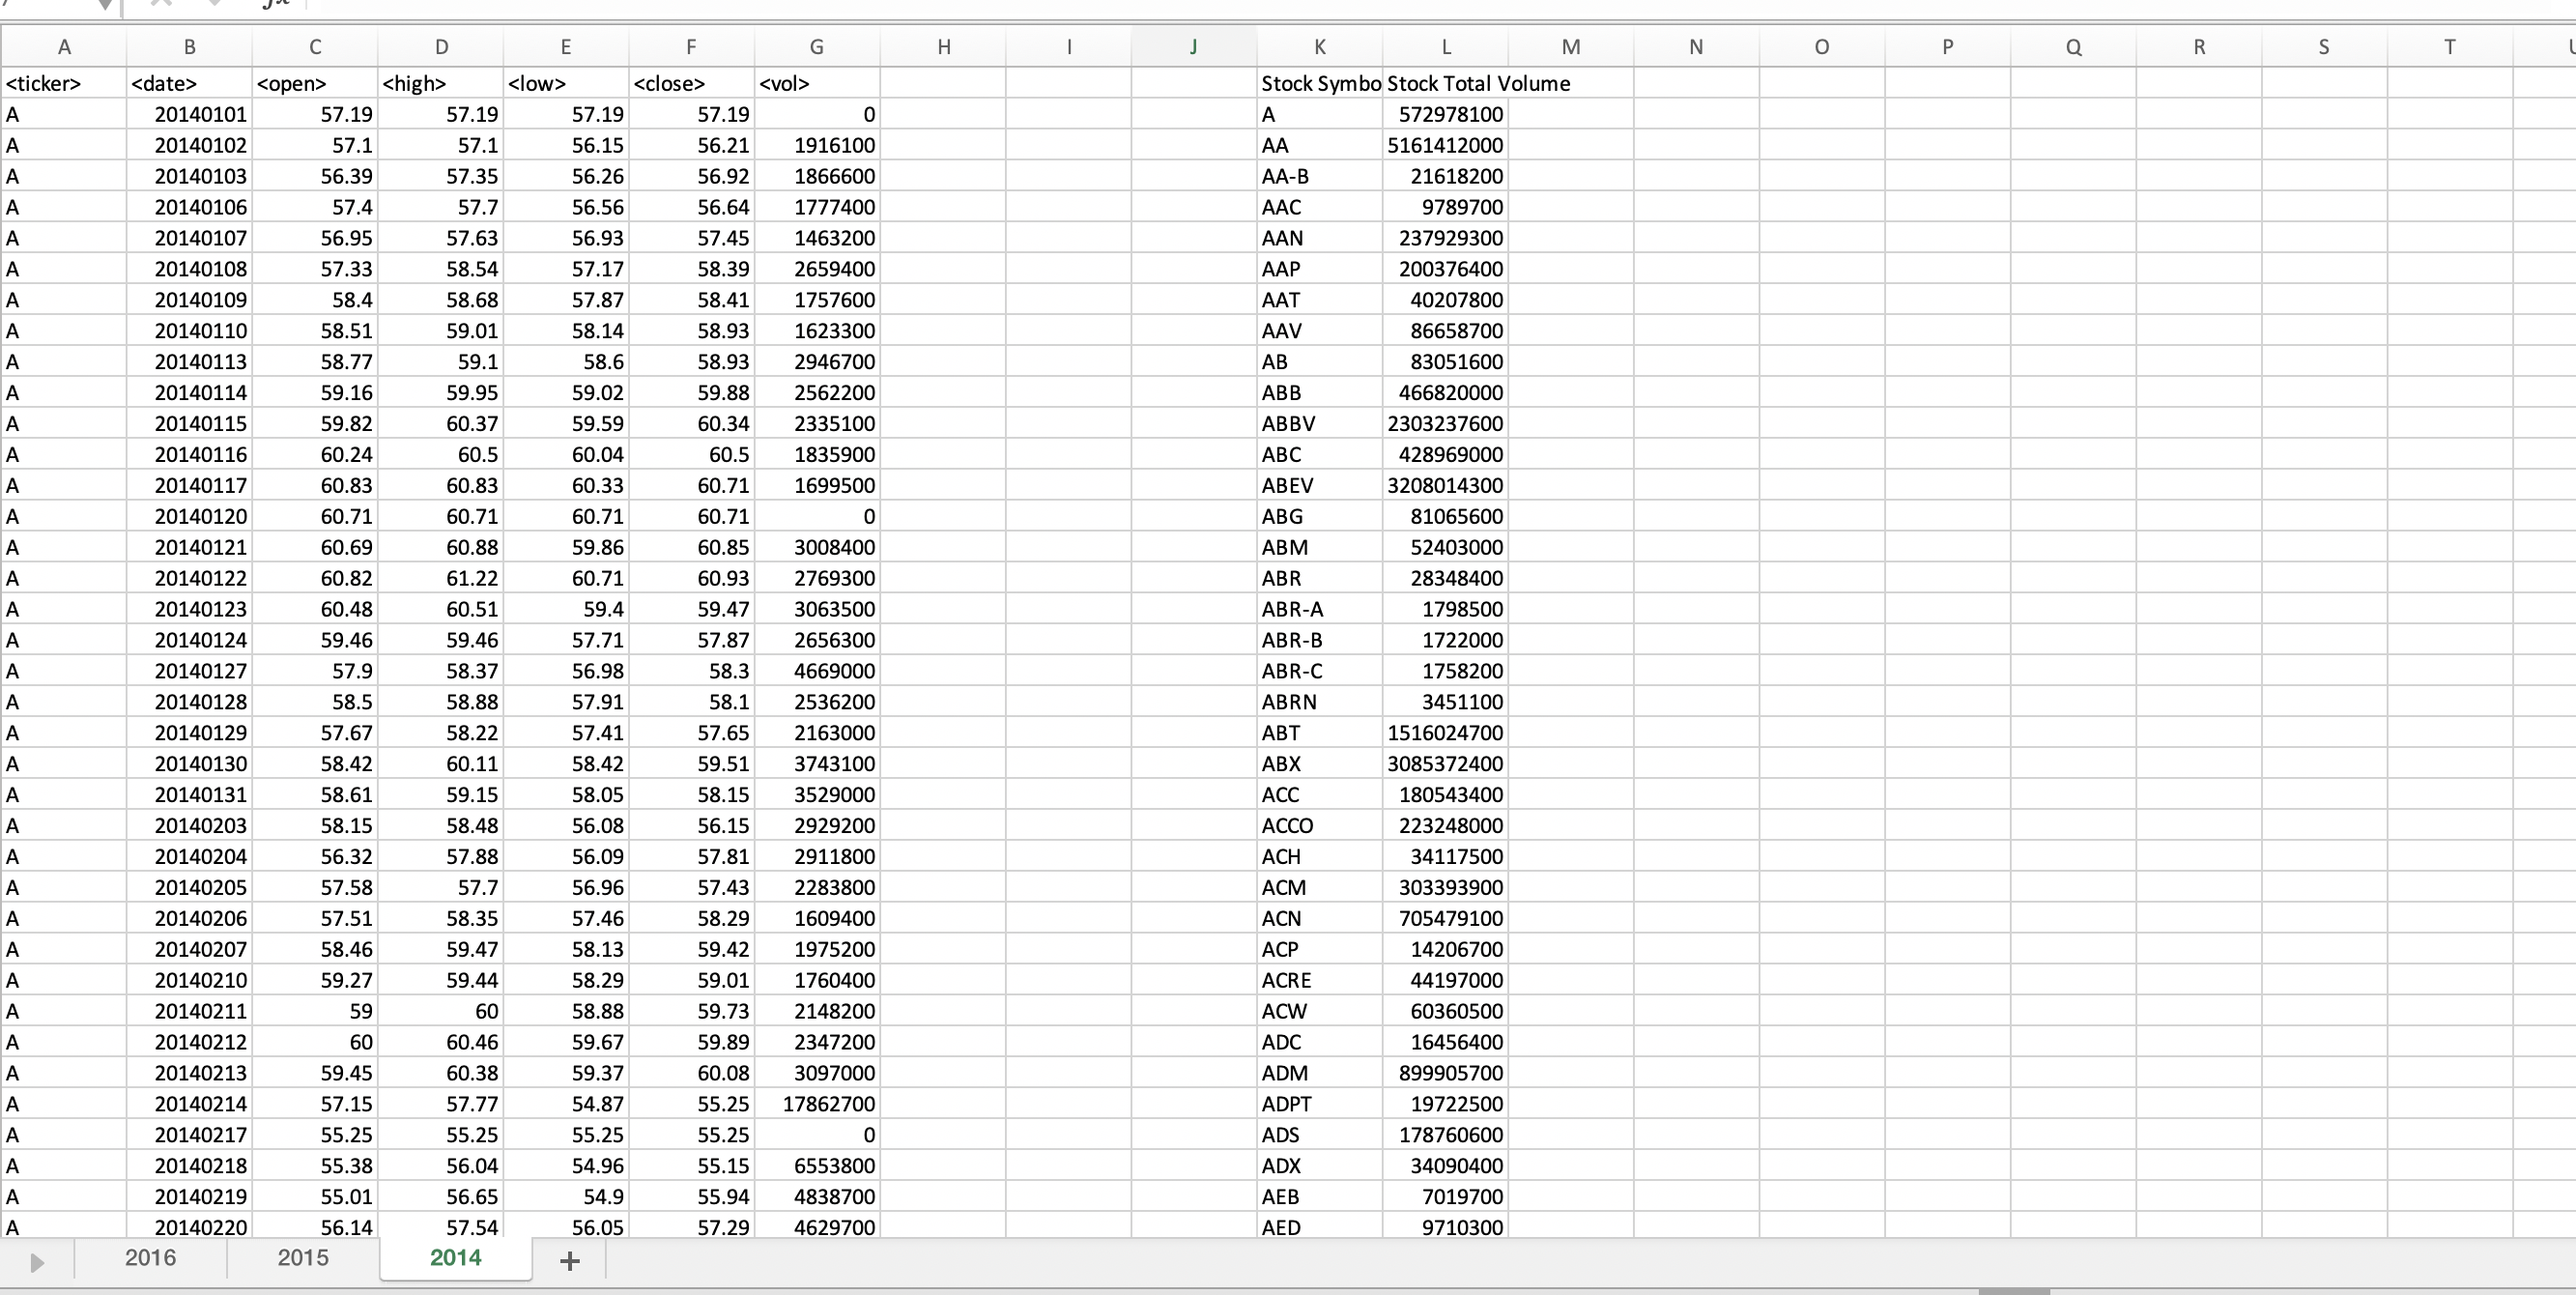 fx
A B C D E F G H I J K L M N O P Q R S T
<ticker> <date> <open> <high> <low> <close> <vol> Stock Symbo Stock Total Volume
A 20140101 57.19 57.19 57.19 57.19 0 A 572978100
A 20140102 57.1 57.1 56.15 56.21 1916100 AA 5161412000
A 20140103 56.39 57.35 56.26 56.92 1866600 AA-B 21618200
A 20140106 57.4 57.7 56.56 56.64 1777400 AAC 9789700
A 20140107 56.95 57.63 56.93 57.45 1463200 AAN 237929300
A 20140108 57.33 58.54 57.17 58.39 2659400 AAP 200376400
A 20140109 58.4 58.68 57.87 58.41 1757600 AAT 40207800
A 20140110 58.51 59.01 58.14 58.93 1623300 AAV 86658700
A 20140113 58.77 59.1 58.6 58.93 2946700 AB 83051600
A 20140114 59.16 59.95 59.02 59.88 2562200 ABB 466820000
A 20140115 59.82 60.37 59.59 60.34 2335100 ABBV 2303237600
A 20140116 60.24 60.5 60.04 60.5 1835900 ABC 428969000
A 20140117 60.83 60.83 60.33 60.71 1699500 ABEV 3208014300
A 20140120 60.71 60.71 60.71 60.71 0 ABG 81065600
A 20140121 60.69 60.88 59.86 60.85 3008400 ABM 52403000
A 20140122 60.82 61.22 60.71 60.93 2769300 ABR 28348400
A 20140123 60.48 60.51 59.4 59.47 3063500 ABR-A 1798500
A 20140124 59.46 59.46 57.71 57.87 2656300 ABR-B 1722000
A 20140127 57.9 58.37 56.98 58.3 4669000 ABR-C 1758200
A 20140128 58.5 58.88 57.91 58.1 2536200 ABRN 3451100
A 20140129 57.67 58.22 57.41 57.65 2163000 ABT 1516024700
A 20140130 58.42 60.11 58.42 59.51 3743100 ABX 3085372400
A 20140131 58.61 59.15 58.05 58.15 3529000 ACC 180543400
A 20140203 58.15 58.48 56.08 56.15 2929200 ACCO 223248000
A 20140204 56.32 57.88 56.09 57.81 2911800 ACH 34117500
A 20140205 57.58 57.7 56.96 57.43 2283800 ACM 303393900
A 20140206 57.51 58.35 57.46 58.29 1609400 ACN 705479100
A 20140207 58.46 59.47 58.13 59.42 1975200 ACP 14206700
A 20140210 59.27 59.44 58.29 59.01 1760400 ACRE 44197000
A 20140211 59 60 58.88 59.73 2148200 ACW 60360500
A 20140212 60 60.46 59.67 59.89 2347200 ADC 16456400
A 20140213 59.45 60.38 59.37 60.08 3097000 ADM 899905700
A 20140214 57.15 57.77 54.87 55.25 17862700 ADPT 19722500
A 20140217 55.25 55.25 55.25 55.25 0 ADS 178760600
A 20140218 55.38 56.04 54.96 55.15 6553800 ADX 34090400
A 20140219 55.01 56.65 54.9 55.94 4838700 AEB 7019700
A 20140220 56.14 57.54 56.05 57.29 4629700 AED 9710300
2016 2015 2014 +